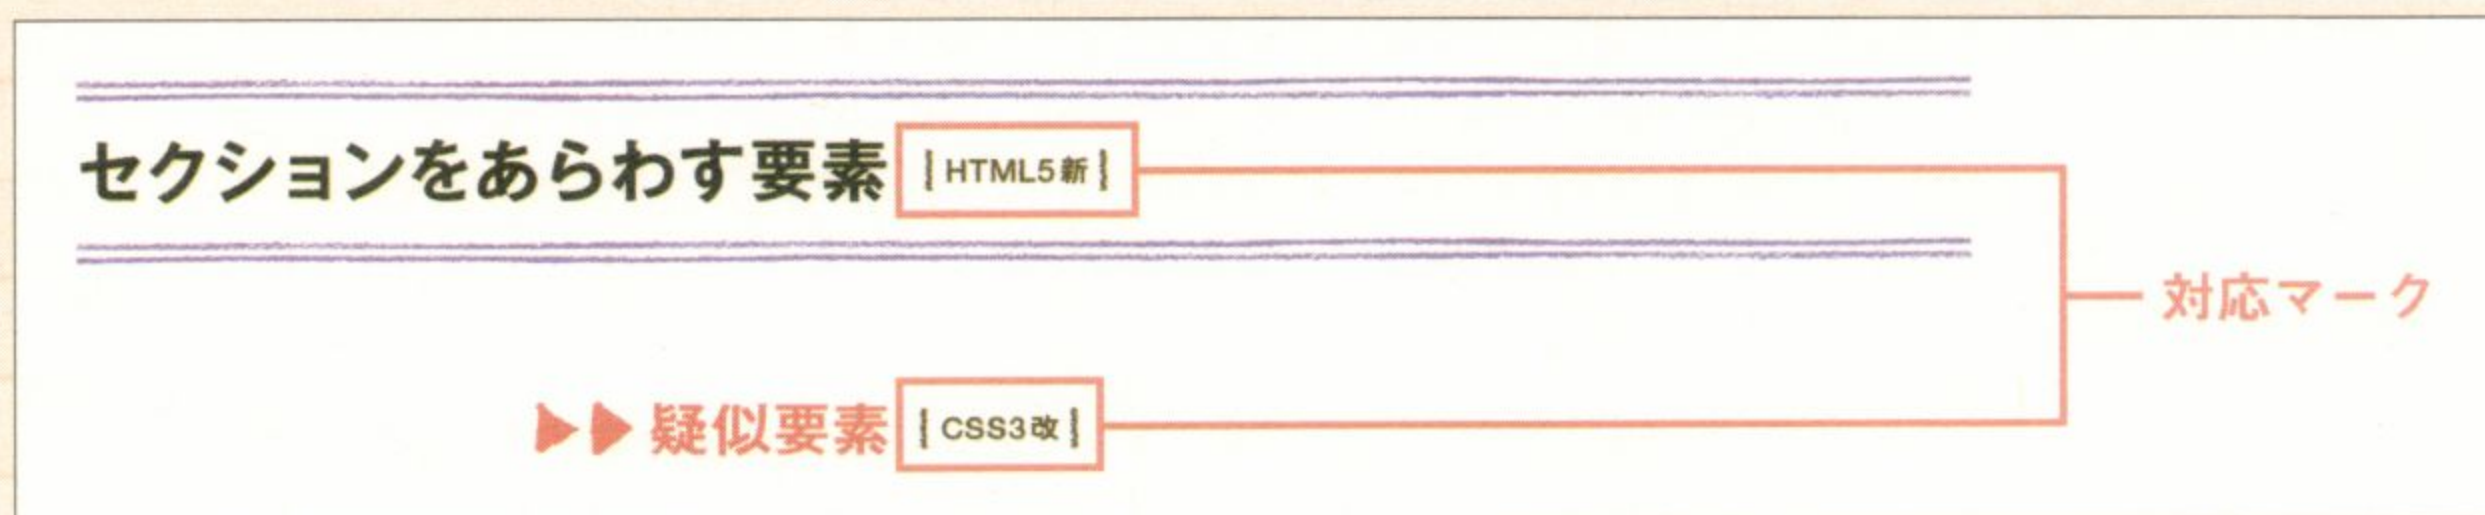 セクションをあらわす要素 | HTML5新 |
対応マーク
▶▶ 疑似要素 | CSS3改 |